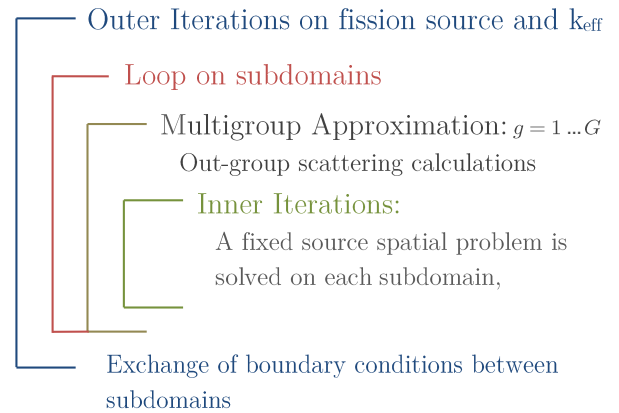 Outer Iterations on fission source and keff
Loop on subdomains
Multigroup Approximation: g = 1 ... G
Out-group scattering calculations
Inner Iterations:
A fixed source spatial problem is
solved on each subdomain,
Exchange of boundary conditions between
subdomains